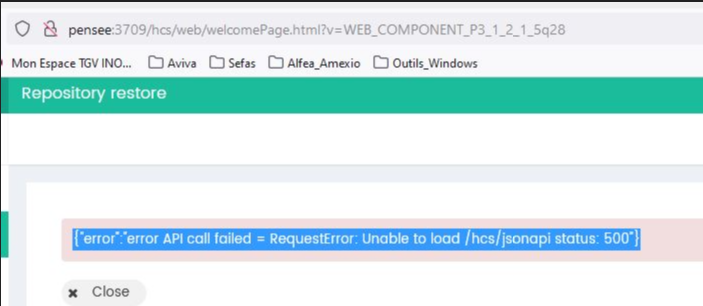 pensee:3709/hcs/web/welcomePage.html?v=WEB_COMPONENT_P3_1_2_1_5q28
Mon Espace TGV INO... Aviva Sefas Alfea_Amexio Outils_Windows
Repository restore
{"error":"error API call failed = RequestError: Unable to load /hcs/jsonapi status: 500"}
Close